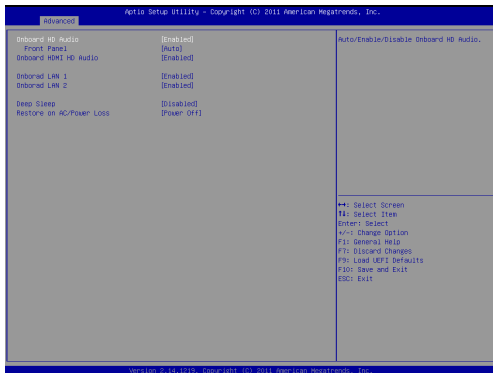 Aptio Setup Utility – Copyright (C) 2011 American Megatrends, Inc.
Advanced
Onboard HD Audio [Enabled]
Front Panel [Auto]
Onboard HDMI HD Audio [Enabled]
Onborad LAN 1 [Enabled]
Onborad LAN 2 [Enabled]
Deep Sleep [Disabled]
Restore on AC/Power Loss [Power Off]
Auto/Enable/Disable Onboard HD Audio.
↔: Select Screen
↑↓: Select Item
Enter: Select
+/-: Change Option
F1: General Help
F7: Discard Changes
F9: Load UEFI Defaults
F10: Save and Exit
ESC: Exit
Version 2.14.1219. Copyright (C) 2011 American Megatrends, Inc.